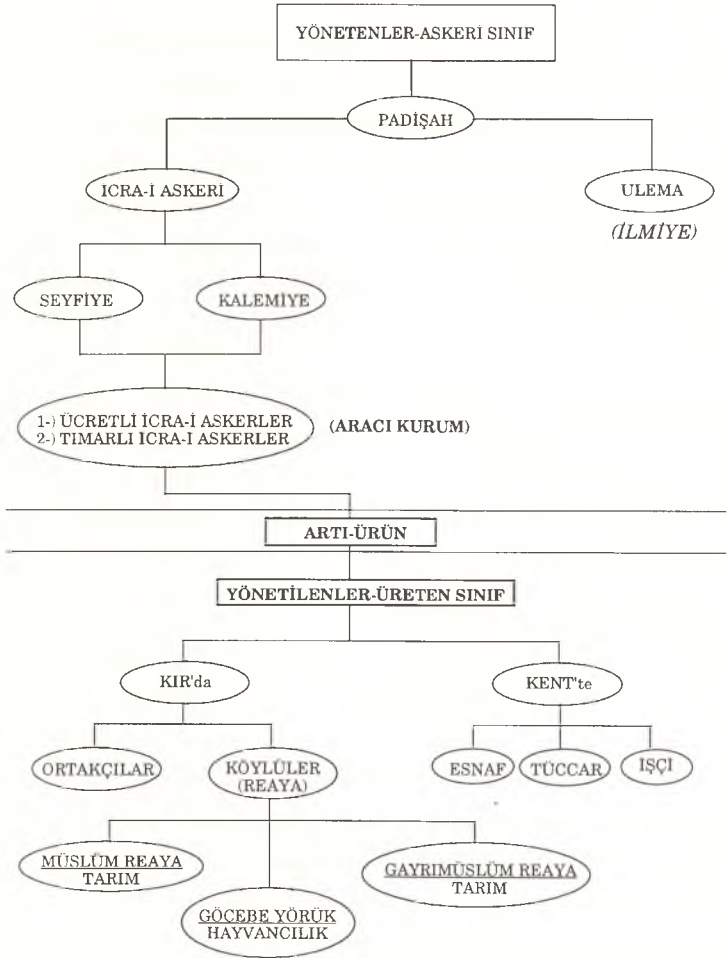 YÖNETENLER-ASKERİ SINIF
PADİŞAH
ICRA-İ ASKERİ
ULEMA
(İLMİYE)
SEYFİYE
KALEMİYE
1-) ÜCRETLİ İCRA-İ ASKERLER
2-) TIMARLI ICRA-İ ASKERLER
(ARACI KURUM)
ARTI-ÜRÜN
YÖNETİLENLER-ÜRETEN SINIF
KIR'da
KENT'te
ORTAKÇILAR
KÖYLÜLER
(REAYA)
ESNAF
TÜCCAR
IŞÇI
MÜSLÜM REAYA
TARIM
GAYRIMÜSLÜM REAYA
TARIM
GÖCEBE YÖRÜK
HAYVANCILIK